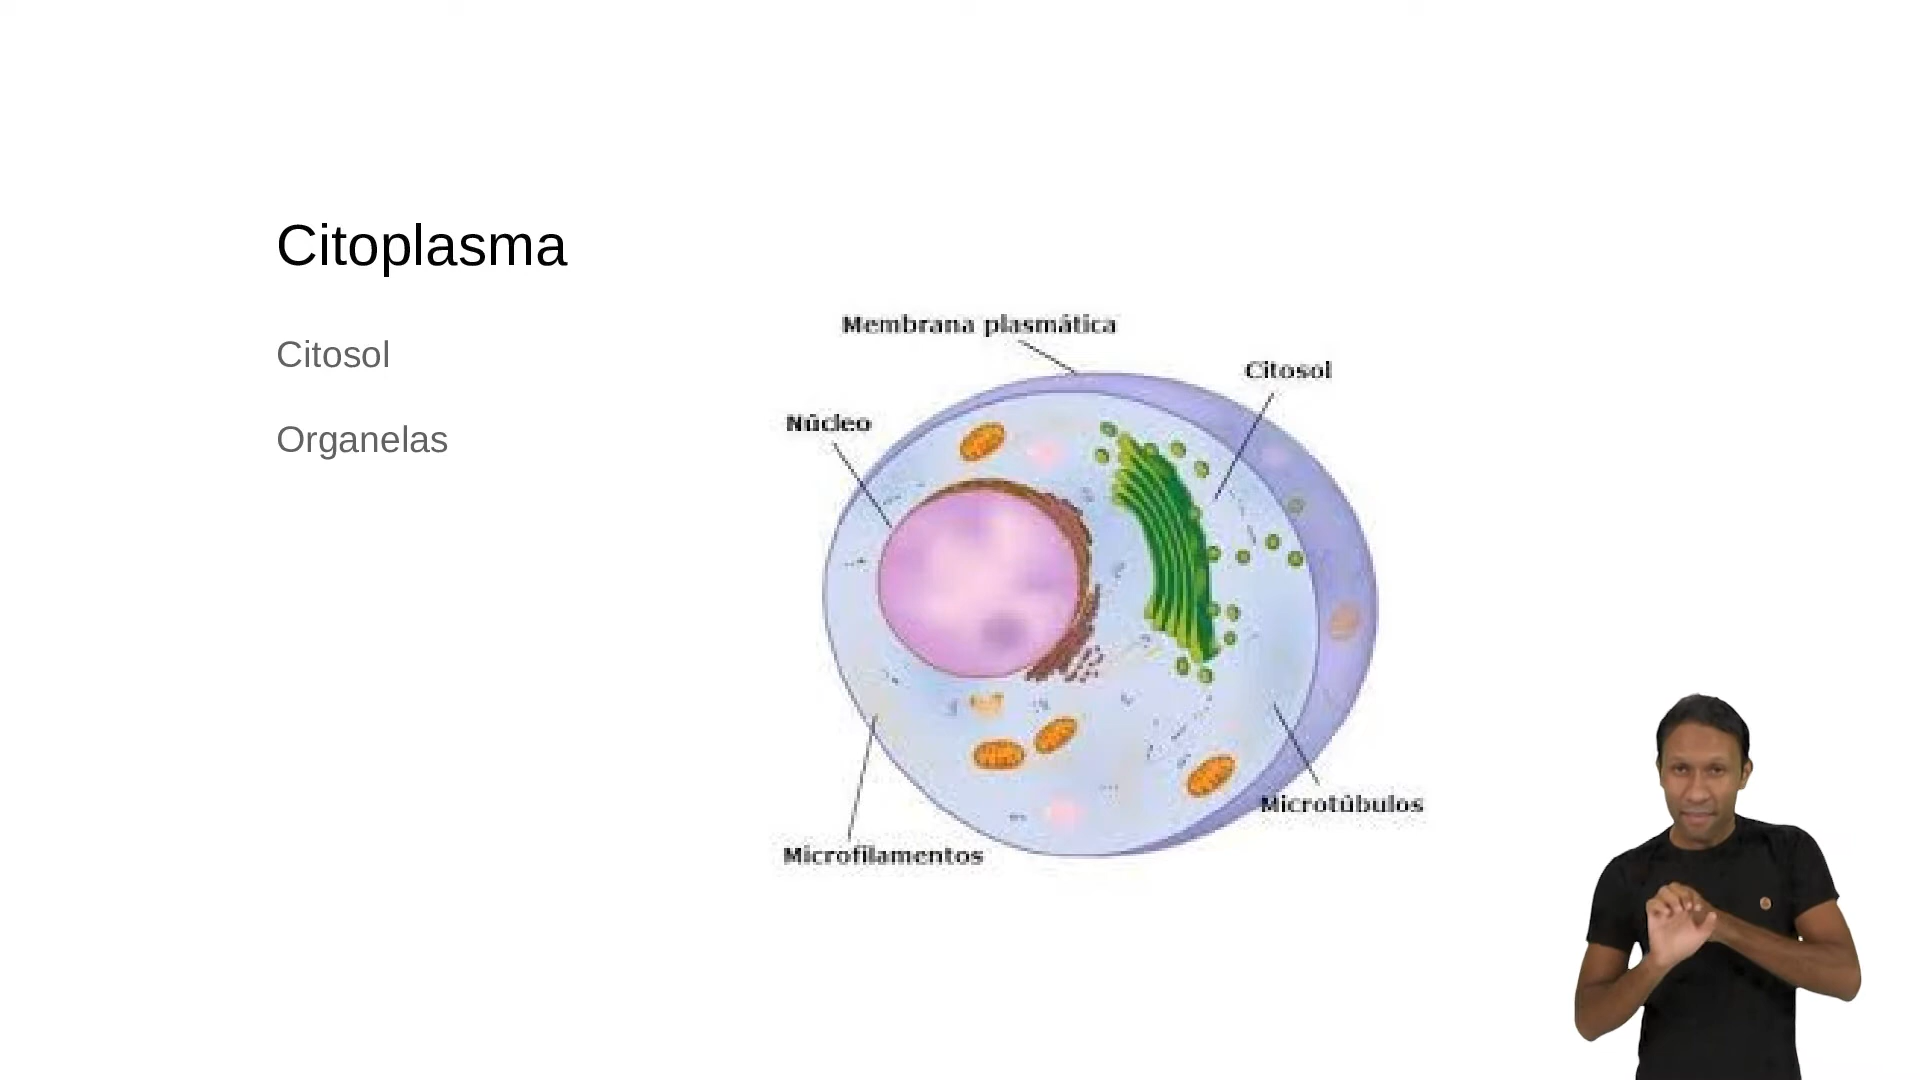 Citoplasma
Citosol
Organelas
Membrana plasmática
Citosol
Núcleo
Microtúbulos
Microfilamentos